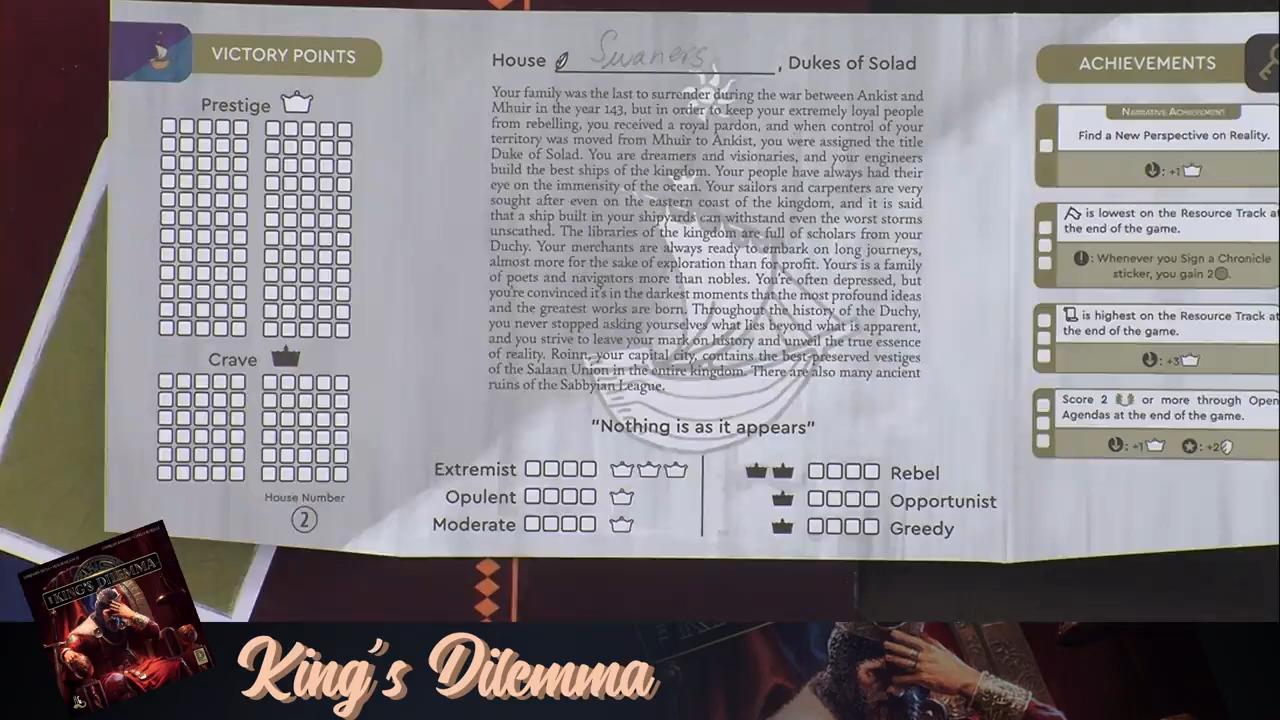 VICTORY POINTS
Prestige
Crave
House Number
2
House Swaners, Dukes of Solad
Your family was the last to surrender during the war between Ankist and
Mhuir in the year 143, but in order to keep your extremely loyal people
from rebelling, you received a royal pardon, and when control of your
territory was moved from Mhuir to Ankist, you were assigned the title
Duke of Solad. You are dreamers and visionaries, and your engineers
build the best ships of the kingdom. Your people have always had their
eye on the immensity of the ocean. Your sailors and carpenters are very
sought after even on the eastern coast of the kingdom, and it is said
that a ship built in your shipyards can withstand even the worst storms
unscathed. The libraries of the kingdom are full of scholars from your
Duchy. Your merchants are always ready to embark on long journeys,
almost more for the sake of exploration than for profit. Yours is a family
of poets and navigators more than nobles. You're often depressed, but
you're convinced it's in the darkest moments that the most profound ideas
and the greatest works are born. Throughout the history of the Duchy,
you never stopped asking yourselves what lies beyond what is apparent,
and you strive to leave your mark on history and unveil the true essence
of reality. Roinn, your capital city, contains the best-preserved vestiges
of the Salaan Union in the entire kingdom. There are also many ancient
ruins of the Sabbyian League.
"Nothing is as it appears"
Extremist
Opulent
Moderate
Rebel
Opportunist
Greedy
ACHIEVEMENTS
Narrative Achievement
Find a New Perspective on Reality.
: +1
is lowest on the Resource Track at
the end of the game.
: Whenever you Sign a Chronicle
sticker, you gain 2
is highest on the Resource Track at
the end of the game.
: +3
Score 2 or more through Open
Agendas at the end of the game.
: +1 : +2
KING'S DILEMMA
King's Dilemma